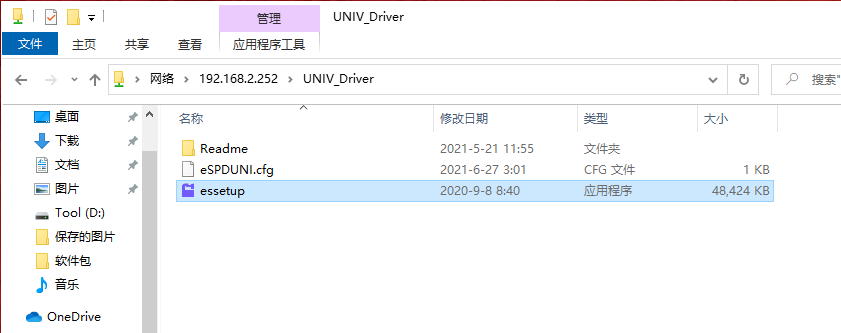 管理 UNIV_Driver
文件 主页 共享 查看 应用程序工具
网络 192.168.2.252 UNIV_Driver 搜索"
名称 修改日期 类型 大小
桌面
Readme 2021-5-21 11:55 文件夹
下载
eSPDUNI.cfg 2021-6-27 3:01 CFG 文件 1 KB
文档
essetup 2020-9-8 8:40 应用程序 48,424 KB
图片
Tool (D:)
保存的图片
软件包
音乐
OneDrive